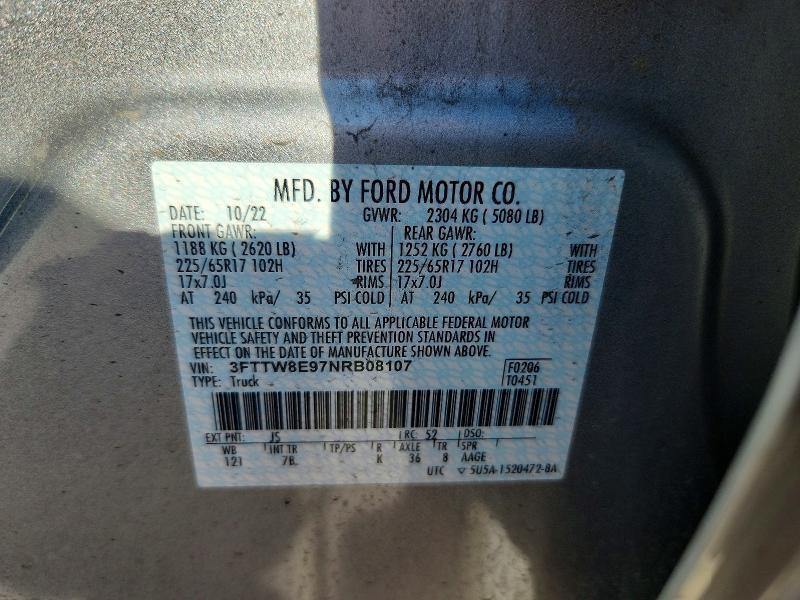 MFD. BY FORD MOTOR CO.
DATE: 10/22 GVWR: 2304 KG ( 5080 LB)
FRONT GAWR: REAR GAWR:
1188 KG ( 2620 LB) WITH 1252 KG ( 2760 LB) WITH
225/65R17 102H TIRES 225/65R17 102H TIRES
17x7.0J RIMS 17x7.0J RIMS
AT 240 kPa/ 35 PSI COLD AT 240 kPa/ 35 PSI COLD
THIS VEHICLE CONFORMS TO ALL APPLICABLE FEDERAL MOTOR
VEHICLE SAFETY AND THEFT PREVENTION STANDARDS IN
EFFECT ON THE DATE OF MANUFACTURE SHOWN ABOVE.
VIN: 3FTTW8E97NRB08107 F0206
TYPE: Truck T0451
EXT PNT: JS RC: 52 DSO:
WB INT TR TP/PS R AXLE TR SPR
121 7B K 36 8 AAGE
UTC ▽ 5U5A-1520472-BA